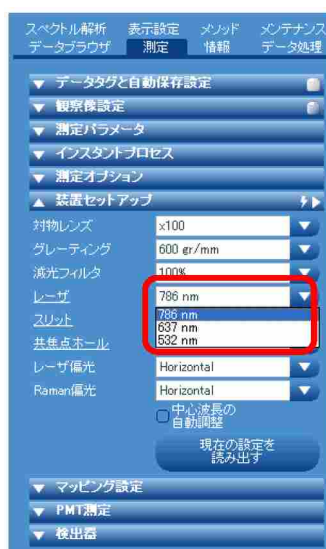 スペクトル解析 表示設定 メソッド メンテナンス
データブラウザ 測定 情報 データ処理
データタグと自動保存設定
観察像設定
測定パラメータ
インスタントプロセス
測定オプション
装置セットアップ
対物レンズ ×100
グレーティング 600 gr/mm
減光フィルタ 100%
レーザ 786 nm
786 nm
スリット 637 nm
共焦点ホール 532 nm
レーザ偏光 Horizontal
Raman偏光 Horizontal
中心波長の
自動調整
現在の設定を
読み出す
マッピング設定
PMT測定
検出器